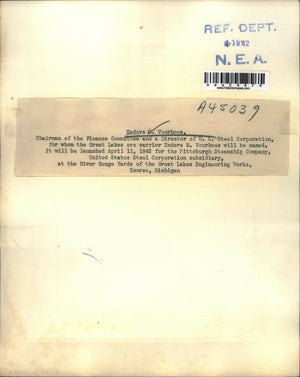 REF. DEPT.
4-1942
N. E. A.
A45039
Enders M. Voorhees,
Chairman of the Finance Committee and a Director of U. S. Steel Corporation,
for whom the Great Lakes ore carrier Enders M. Voorhees will be named.
It will be launched April 11, 1942 for the Pittsburgh Steamship Company,
United States Steel Corporation subsidiary,
at the River Rouge Yards of the Great Lakes Engineering Works,
Ecorse, Michigan